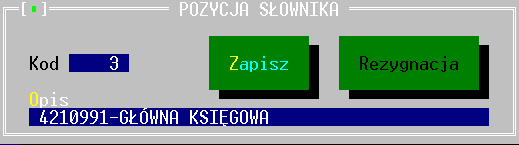 POZYCJA SŁOWNIKA
Kod 3 Zapisz Rezygnacja
Opis
4210991-GŁÓWNA KSIĘGOWA